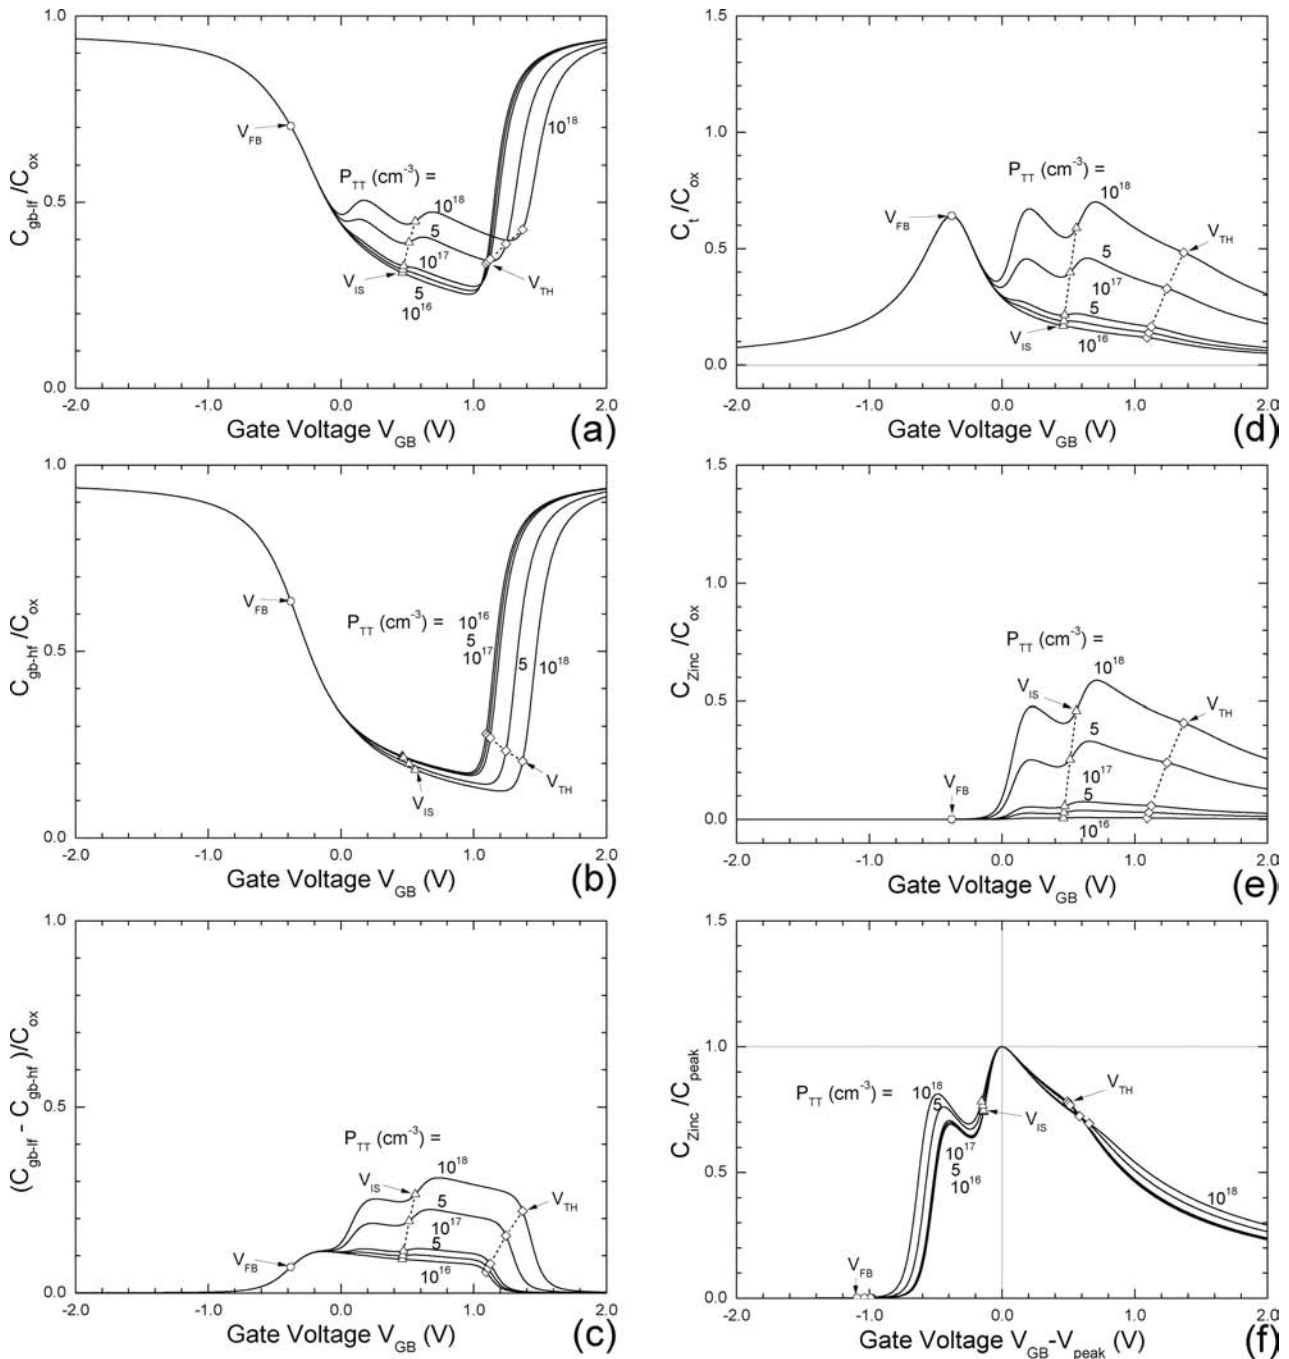 C_gb-lf /C_ox
1.0
0.5
0.0
V_FB
P_TT (cm^-3) =
10^18
10^18
5
10^17
V_IS
5
10^16
V_TH
-2.0 -1.0 0.0 1.0 2.0
Gate Voltage V_GB (V)
(a)
C_gb-hf /C_ox
1.0
0.5
0.0
V_FB
P_TT (cm^-3) = 10^16
5
10^17
5
10^18
V_IS
V_TH
-2.0 -1.0 0.0 1.0 2.0
Gate Voltage V_GB (V)
(b)
(C_gb-lf - C_gb-hf )/C_ox
1.0
0.5
0.0
P_TT (cm^-3) =
10^18
V_IS
5
10^17
5
V_TH
V_FB
10^16
-2.0 -1.0 0.0 1.0 2.0
Gate Voltage V_GB (V)
(c)
C_t /C_ox
1.5
1.0
0.5
0.0
P_TT (cm^-3) =
10^18
V_FB
V_TH
5
10^17
5
V_IS
10^16
-2.0 -1.0 0.0 1.0 2.0
Gate Voltage V_GB (V)
(d)
C_Zinc /C_ox
1.5
1.0
0.5
0.0
P_TT (cm^-3) =
10^18
V_IS
V_TH
5
V_FB
10^17
5
10^16
-2.0 -1.0 0.0 1.0 2.0
Gate Voltage V_GB (V)
(e)
C_Zinc /C_peak
1.5
1.0
0.5
0.0
P_TT (cm^-3) = 10^18
5
V_TH
V_IS
10^17
5
10^16
10^18
V_FB
-2.0 -1.0 0.0 1.0 2.0
Gate Voltage V_GB-V_peak (V)
(f)